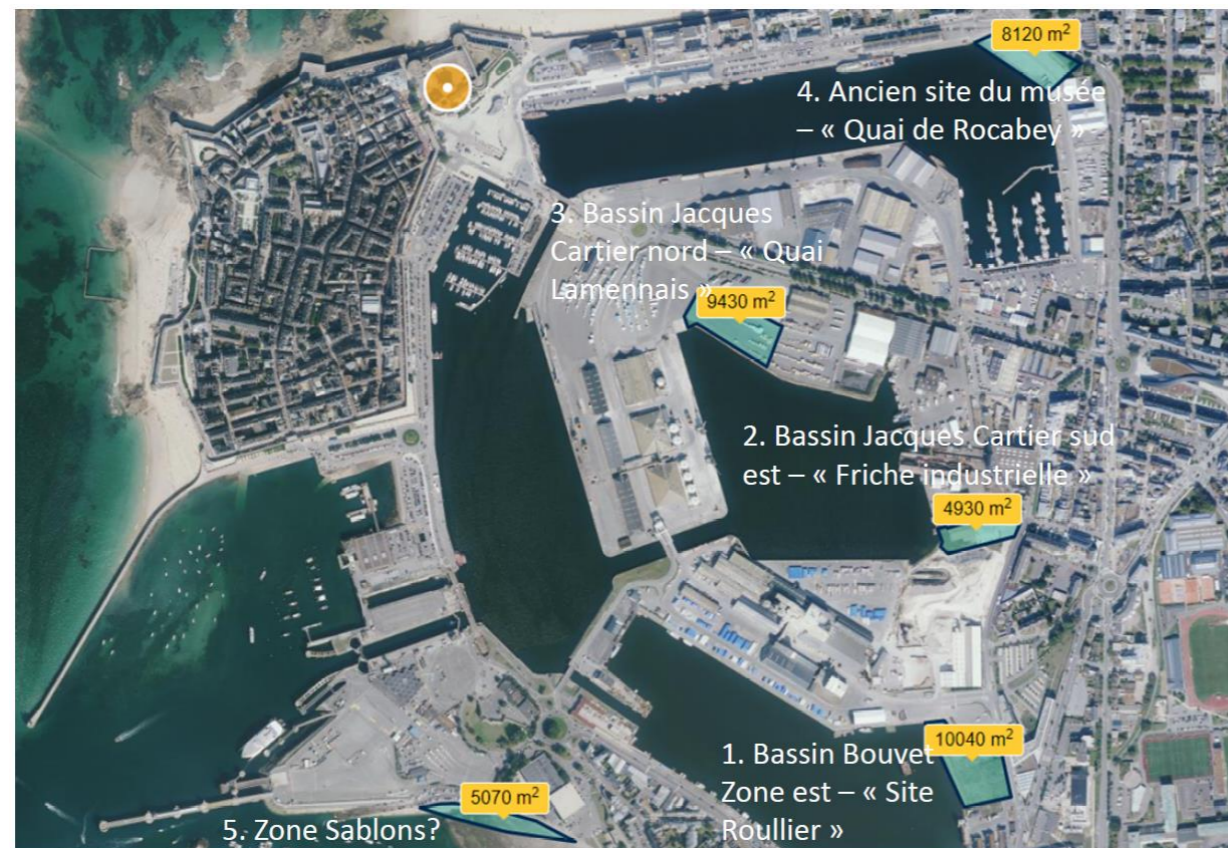 8120 m²
4. Ancien site du musée
– « Quai de Rocabey »
3. Bassin Jacques
Cartier nord – « Quai
Lamennais »
9430 m²
2. Bassin Jacques Cartier sud
est – « Friche industrielle »
4930 m²
10040 m²
1. Bassin Bouvet
Zone est – « Site
Roullier »
5070 m²
5. Zone Sablons?